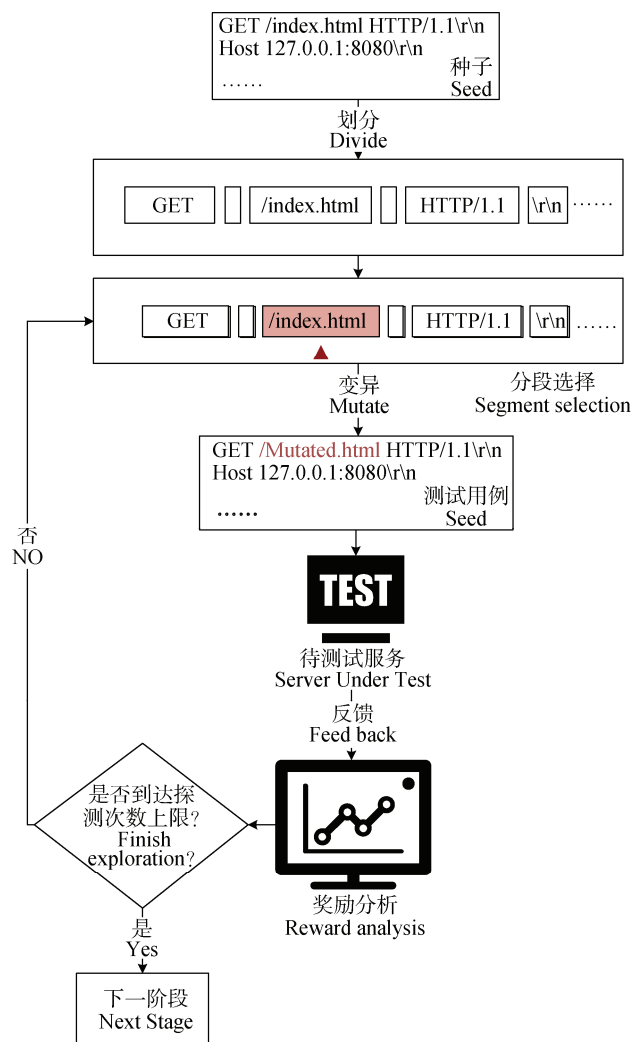 GET /index.html HTTP/1.1\r\n
Host 127.0.0.1:8080\r\n
种子
……
Seed
划分
Divide
GET /index.html HTTP/1.1 \r\n ……
GET /index.html HTTP/1.1 \r\n ……
变异
Mutate
分段选择
Segment selection
GET /Mutated.html HTTP/1.1\r\n
Host 127.0.0.1:8080\r\n
测试用例
……
Seed
否
NO
TEST
待测试服务
Server Under Test
反馈
Feed back
是否到达探
测次数上限?
Finish
exploration?
奖励分析
Reward analysis
是
Yes
下一阶段
Next Stage